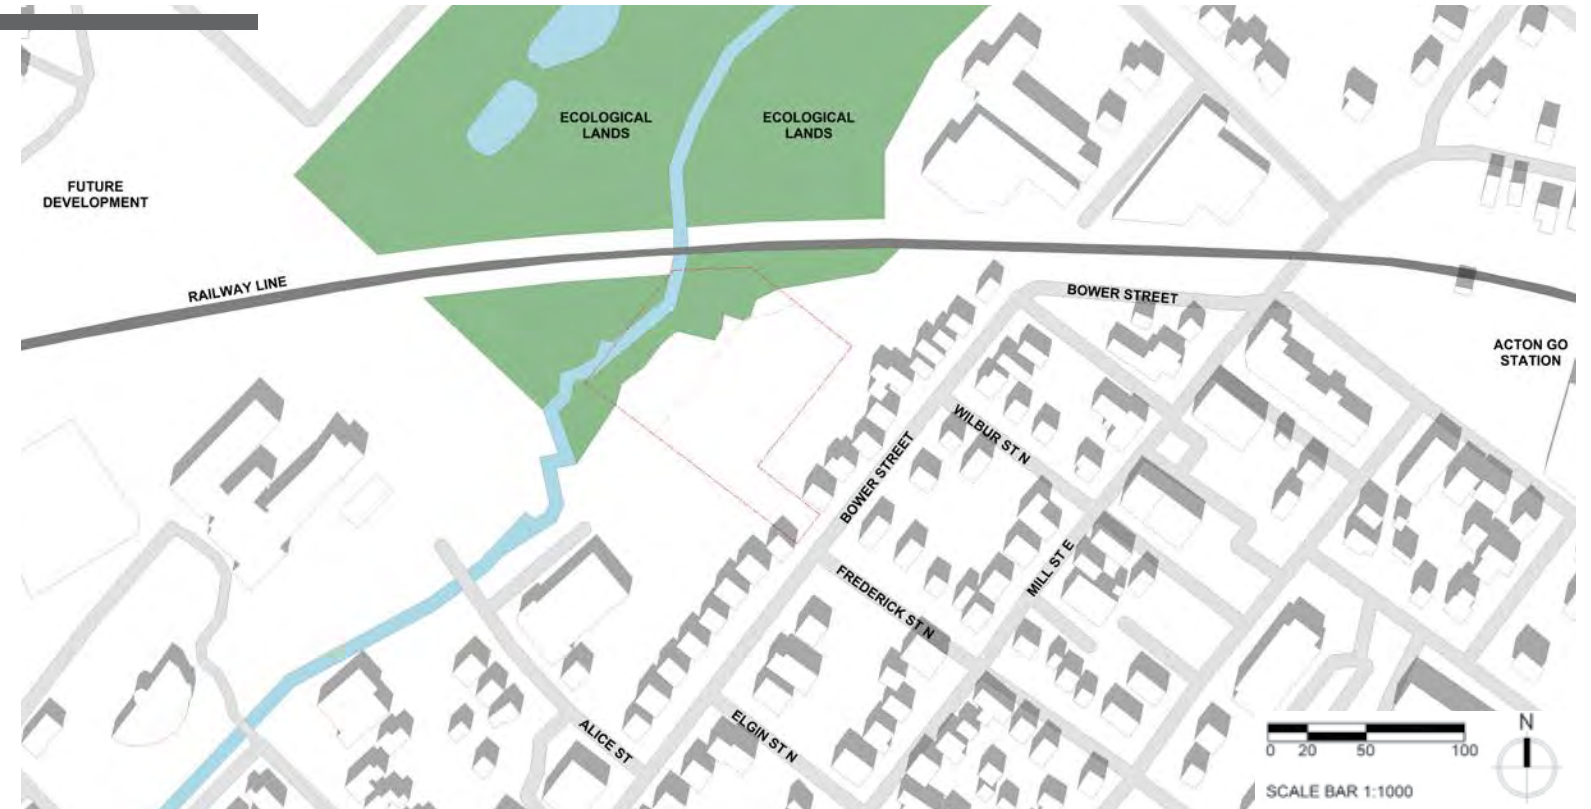 ECOLOGICAL
LANDS
ECOLOGICAL
LANDS
FUTURE
DEVELOPMENT
RAILWAY LINE
BOWER STREET
ACTON GO
STATION
WILBUR ST N
BOWER STREET
MILL ST E
FREDERICK ST N
ELGIN ST N
ALICE ST
N
0 20 50 100
SCALE BAR 1:1000